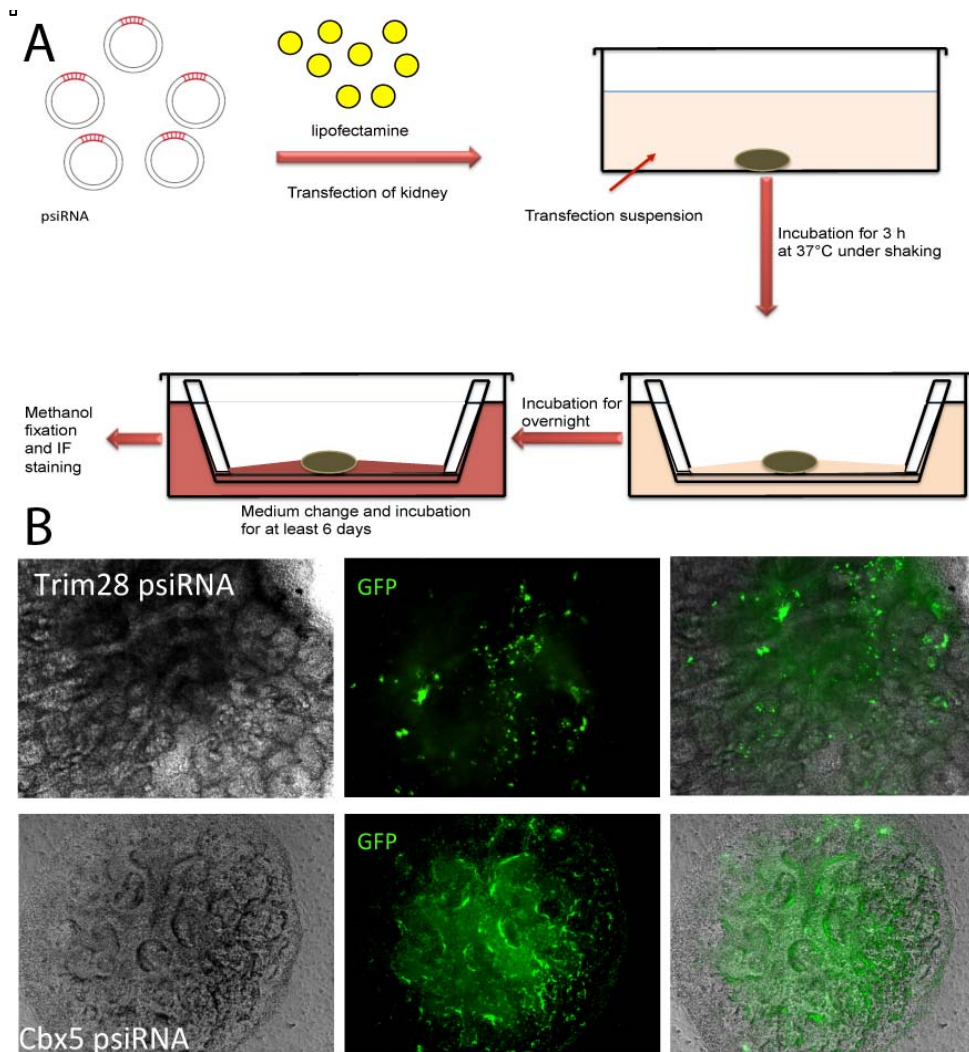 A
lipofectamine
Transfection of kidney
psiRNA
Transfection suspension
Incubation for 3 h
at 37°C under shaking
Methanol
fixation
and IF
staining
Incubation for
overnight
Medium change and incubation
for at least 6 days
B
Trim28 psiRNA
GFP
GFP
Cbx5 psiRNA